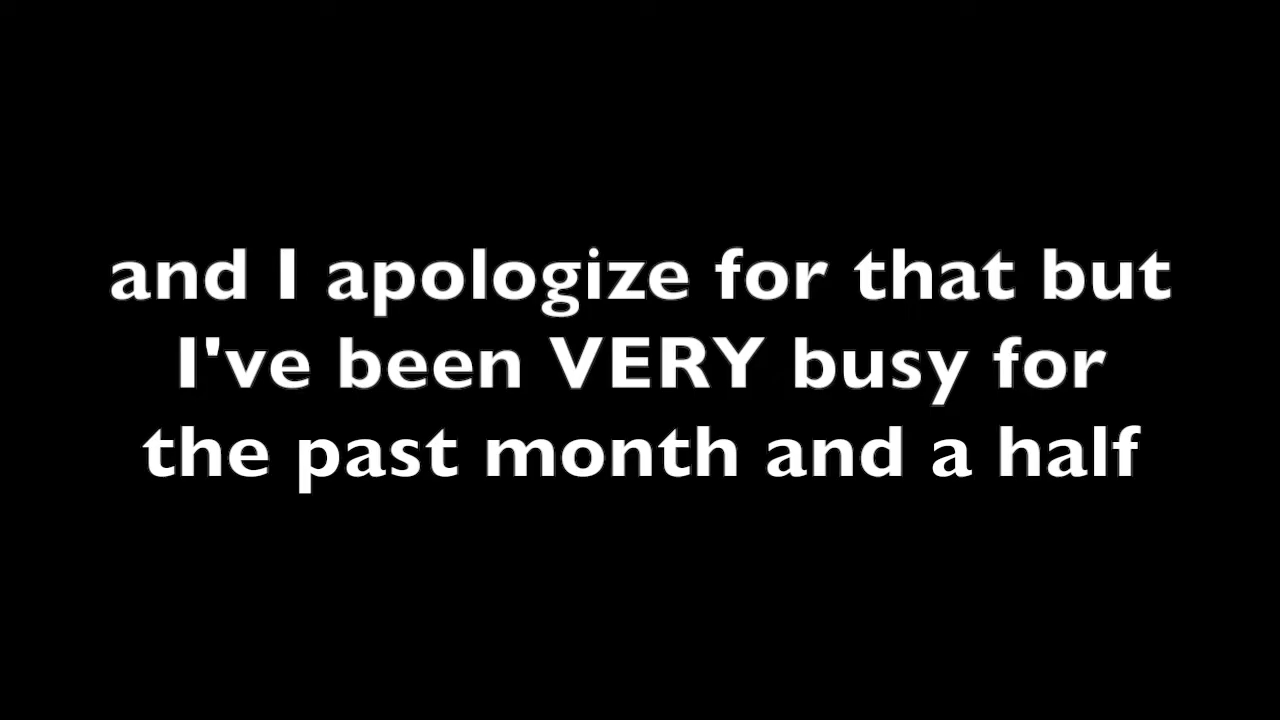 and I apologize for that but
I've been VERY busy for
the past month and a half